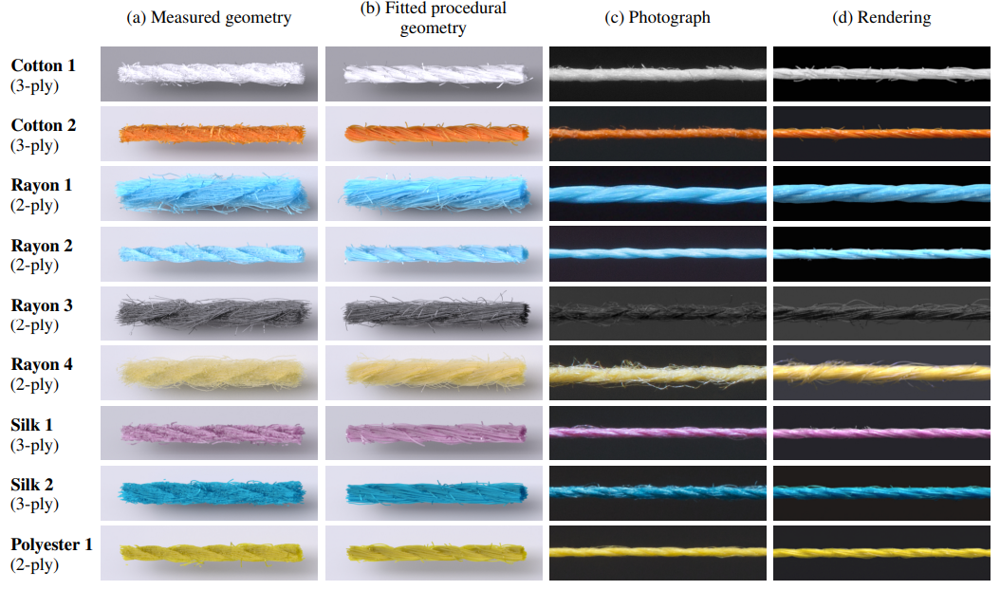 (a) Measured geometry
(b) Fitted procedural
geometry
(c) Photograph
(d) Rendering
Cotton 1
(3-ply)
Cotton 2
(3-ply)
Rayon 1
(2-ply)
Rayon 2
(2-ply)
Rayon 3
(2-ply)
Rayon 4
(2-ply)
Silk 1
(3-ply)
Silk 2
(3-ply)
Polyester 1
(2-ply)